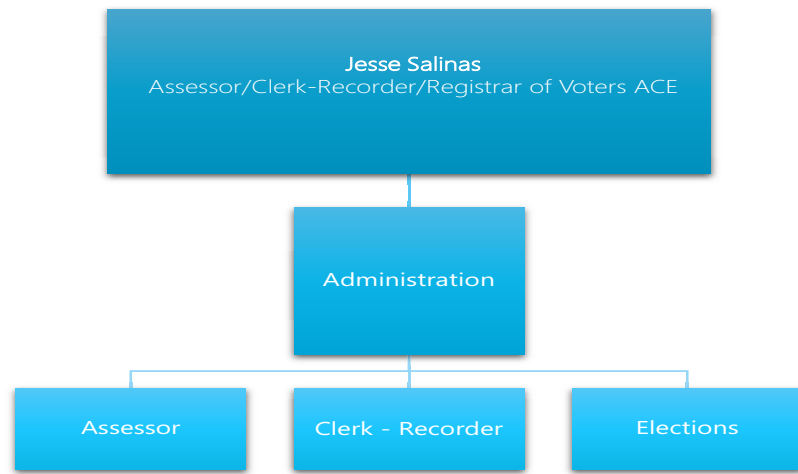 Jesse Salinas
Assessor/Clerk-Recorder/Registrar of Voters ACE
Administration
Assessor
Clerk - Recorder
Elections